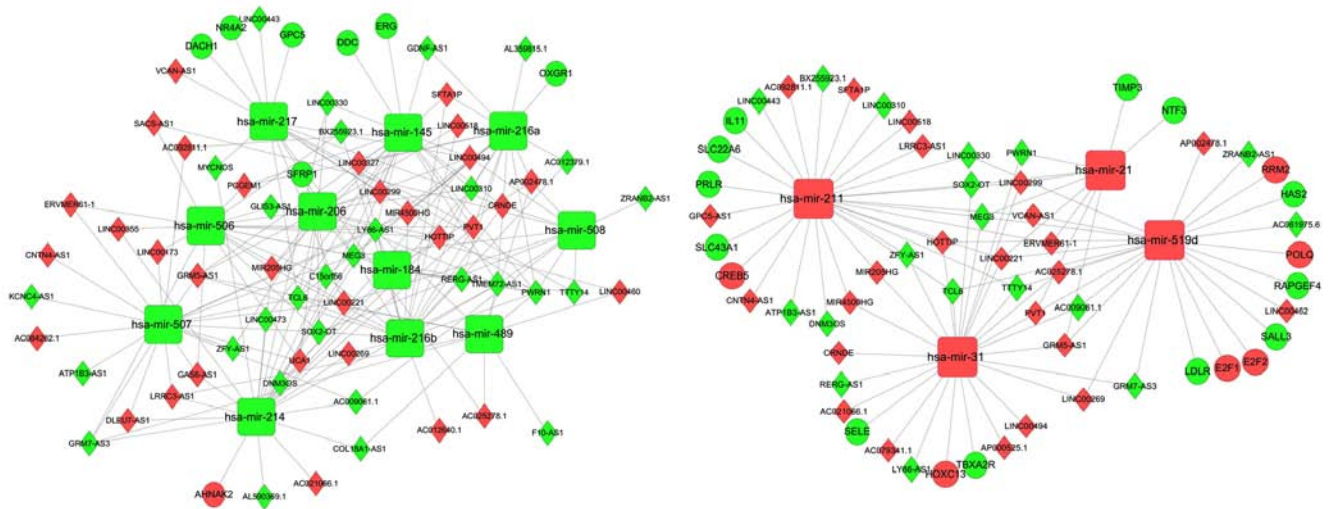 LINC00443
NR4A2
DACH1
GPC5
VCAN-AS1
ERG
DDC
GDNF-AS1
AL359815.1
OXGR1
SFTA1P
LINC00330
hsa-mir-217
BX255923.1
hsa-mir-145
LINC00518
hsa-mir-216a
SACS-AS1
AC092811.1
MYCNOS
LINC00327
LINC00494
AC012379.1
SFRP1
PGCEM1
LINC00299
LINC00310
AP002478.1
ZRANB2-AS1
ERVMER61-1
GLIS3-AS1
hsa-mir-206
MIR4500HG
CRNDE
hsa-mir-506
LY86-AS1
HOTTIP
PVT1
hsa-mir-508
LINC00355
CNTN4-AS1
LINC00473
MEG3
GRM5-AS1
MIR205HG
C15orf56
hsa-mir-184
RERG-AS1
TMEM72-AS1
PWRN1
TTTY14
LINC00460
KCNC4-AS1
TCL6
LINC00221
hsa-mir-507
LINC00473
SOX2-OT
hsa-mir-216b
hsa-mir-489
AC084262.1
ZFY-AS1
UCA1
LINC00269
ATP1B3-AS1
GAS6-AS1
LRRC3-AS1
DNM3OS
AC009061.1
DLEU7-AS1
hsa-mir-214
AC025278.1
AC012640.1
F10-AS1
GRM7-AS3
COL18A1-AS1
AC021066.1
AHNAK2
AL590369.1
BX255923.1
AC092811.1
SFTA1P
LINC00443
LINC00310
IL11
LINC00518
SLC22A6
LRRC3-AS1
LINC00330
PWRN1
PRLR
hsa-mir-211
SOX2-OT
LINC00299
GPC5-AS1
MEG3
VCAN-AS1
SLC43A1
HOTTIP
ERVMER61-1
ZFY-AS1
LINC00221
CREB5
MIR205HG
AC025278.1
CNTN4-AS1
TCL6
TTTY14
MIR4500HG
AC009061.1
ATP1B3-AS1
DNM3OS
PVT1
CRNDE
hsa-mir-31
GRM5-AS1
RERG-AS1
GRM7-AS3
AC021066.1
LINC00269
SELE
LINC00494
AC079341.1
AP000525.1
LY86-AS1
HOXC13
TBXA2R
TIMP3
NTF3
hsa-mir-21
AP002478.1
ZRANB2-AS1
RRM2
HAS2
hsa-mir-519d
AC061975.6
POLQ
RAPGEF4
LINC00462
SALL3
E2F2
E2F1
LDLR